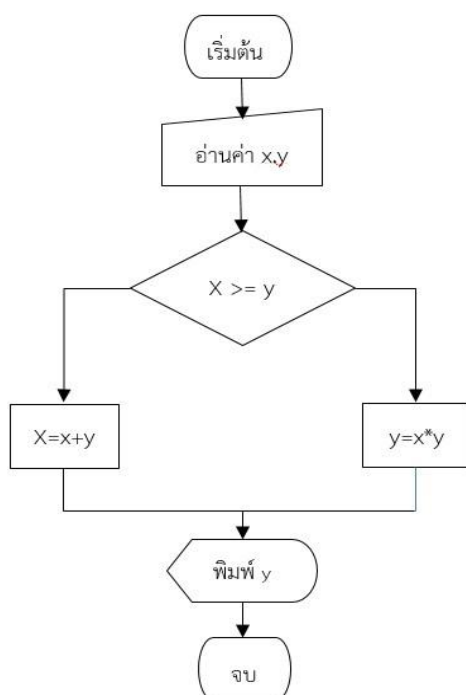 เริ่มต้น
อ่านค่า x,y
X >= y
X=x+y
y=x*y
พิมพ์ y
จบ